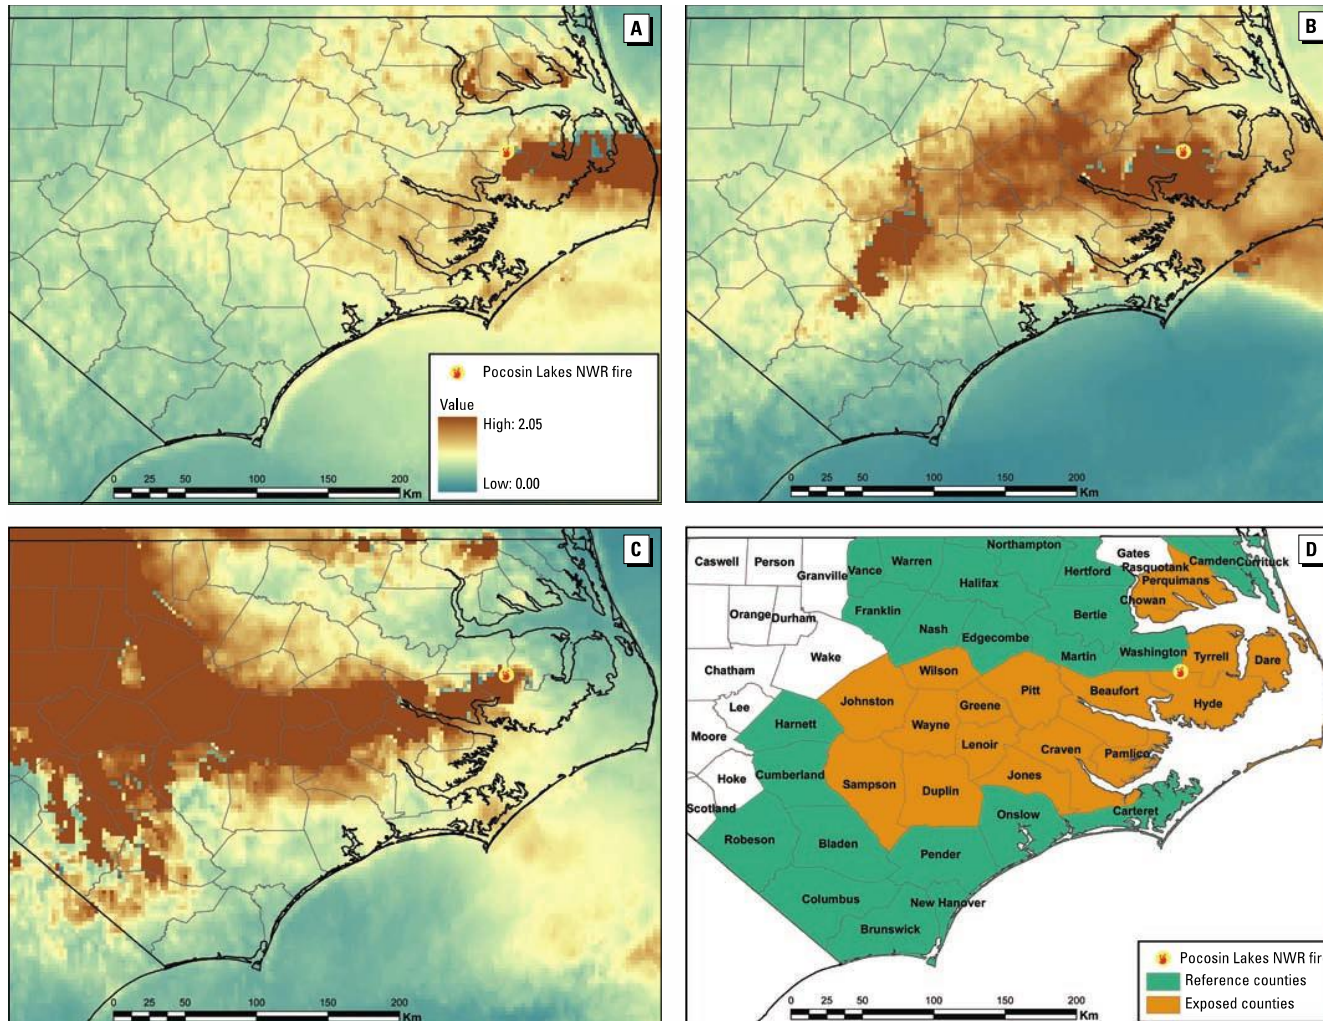 A
Pocosin Lakes NWR fire
Value
High: 2.05
Low: 0.00
0 25 50 100 150 200
Km
B
0 25 50 100 150 200
Km
C
0 25 50 100 150 200
Km
D
Caswell
Person
Granville
Vance
Warren
Northampton
Gates
Hertford
Pasquotank
Camden
Currituck
Perquimans
Halifax
Chowan
Orange
Durham
Franklin
Nash
Edgecombe
Bertie
Martin
Washington
Tyrrell
Dare
Chatham
Wake
Wilson
Pitt
Beaufort
Hyde
Lee
Johnston
Greene
Harnett
Wayne
Moore
Lenoir
Craven
Pamlico
Hoke
Cumberland
Sampson
Duplin
Jones
Scotland
Carteret
Onslow
Robeson
Bladen
Pender
Columbus
New Hanover
Brunswick
Pocosin Lakes NWR fir
Reference counties
Exposed counties
0 25 50 100 150 200
Km